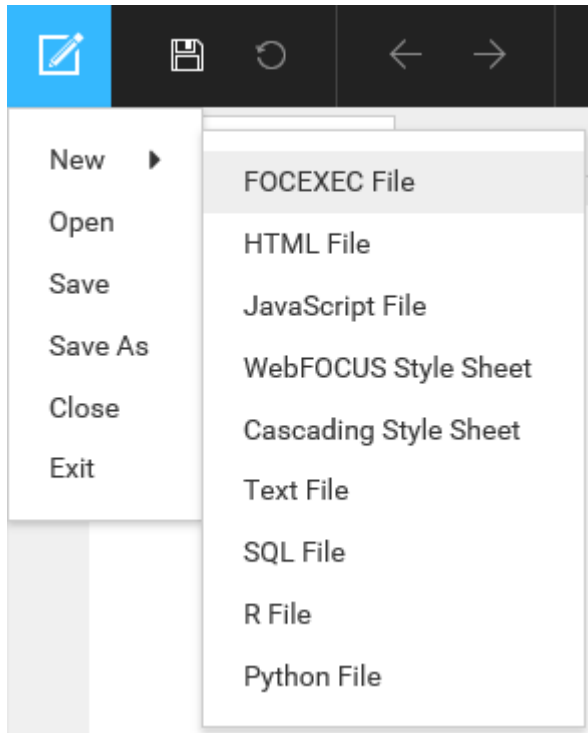 New
Open
Save
Save As
Close
Exit
FOCEXEC File
HTML File
JavaScript File
WebFOCUS Style Sheet
Cascading Style Sheet
Text File
SQL File
R File
Python File